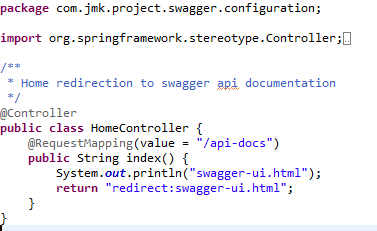 package com.jmk.project.swagger.configuration;
import org.springframework.stereotype.Controller;
/**
* Home redirection to swagger api documentation
*/
@Controller
public class HomeController {
@RequestMapping(value = "/api-docs")
public String index() {
System.out.println("swagger-ui.html");
return "redirect:swagger-ui.html";
}
}